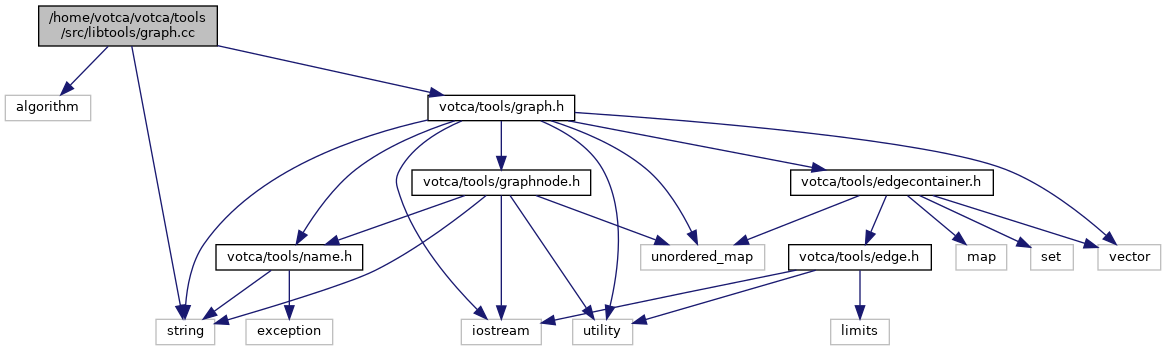 /home/votca/votca/tools
/src/libtools/graph.cc
algorithm
votca/tools/graph.h
votca/tools/graphnode.h
votca/tools/edgecontainer.h
votca/tools/name.h
unordered_map
votca/tools/edge.h
map
set
vector
string
exception
iostream
utility
limits